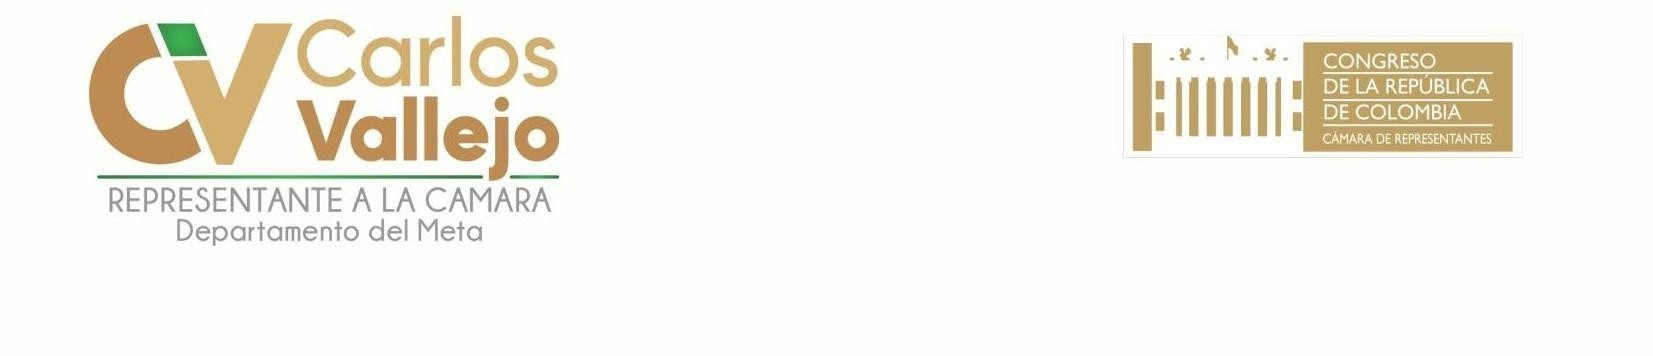 CV Carlos
Vallejo
REPRESENTANTE A LA CAMARA
Departamento del Meta
CONGRESO
DE LA REPÚBLICA
DE COLOMBIA
CÁMARA DE REPRESENTANTES